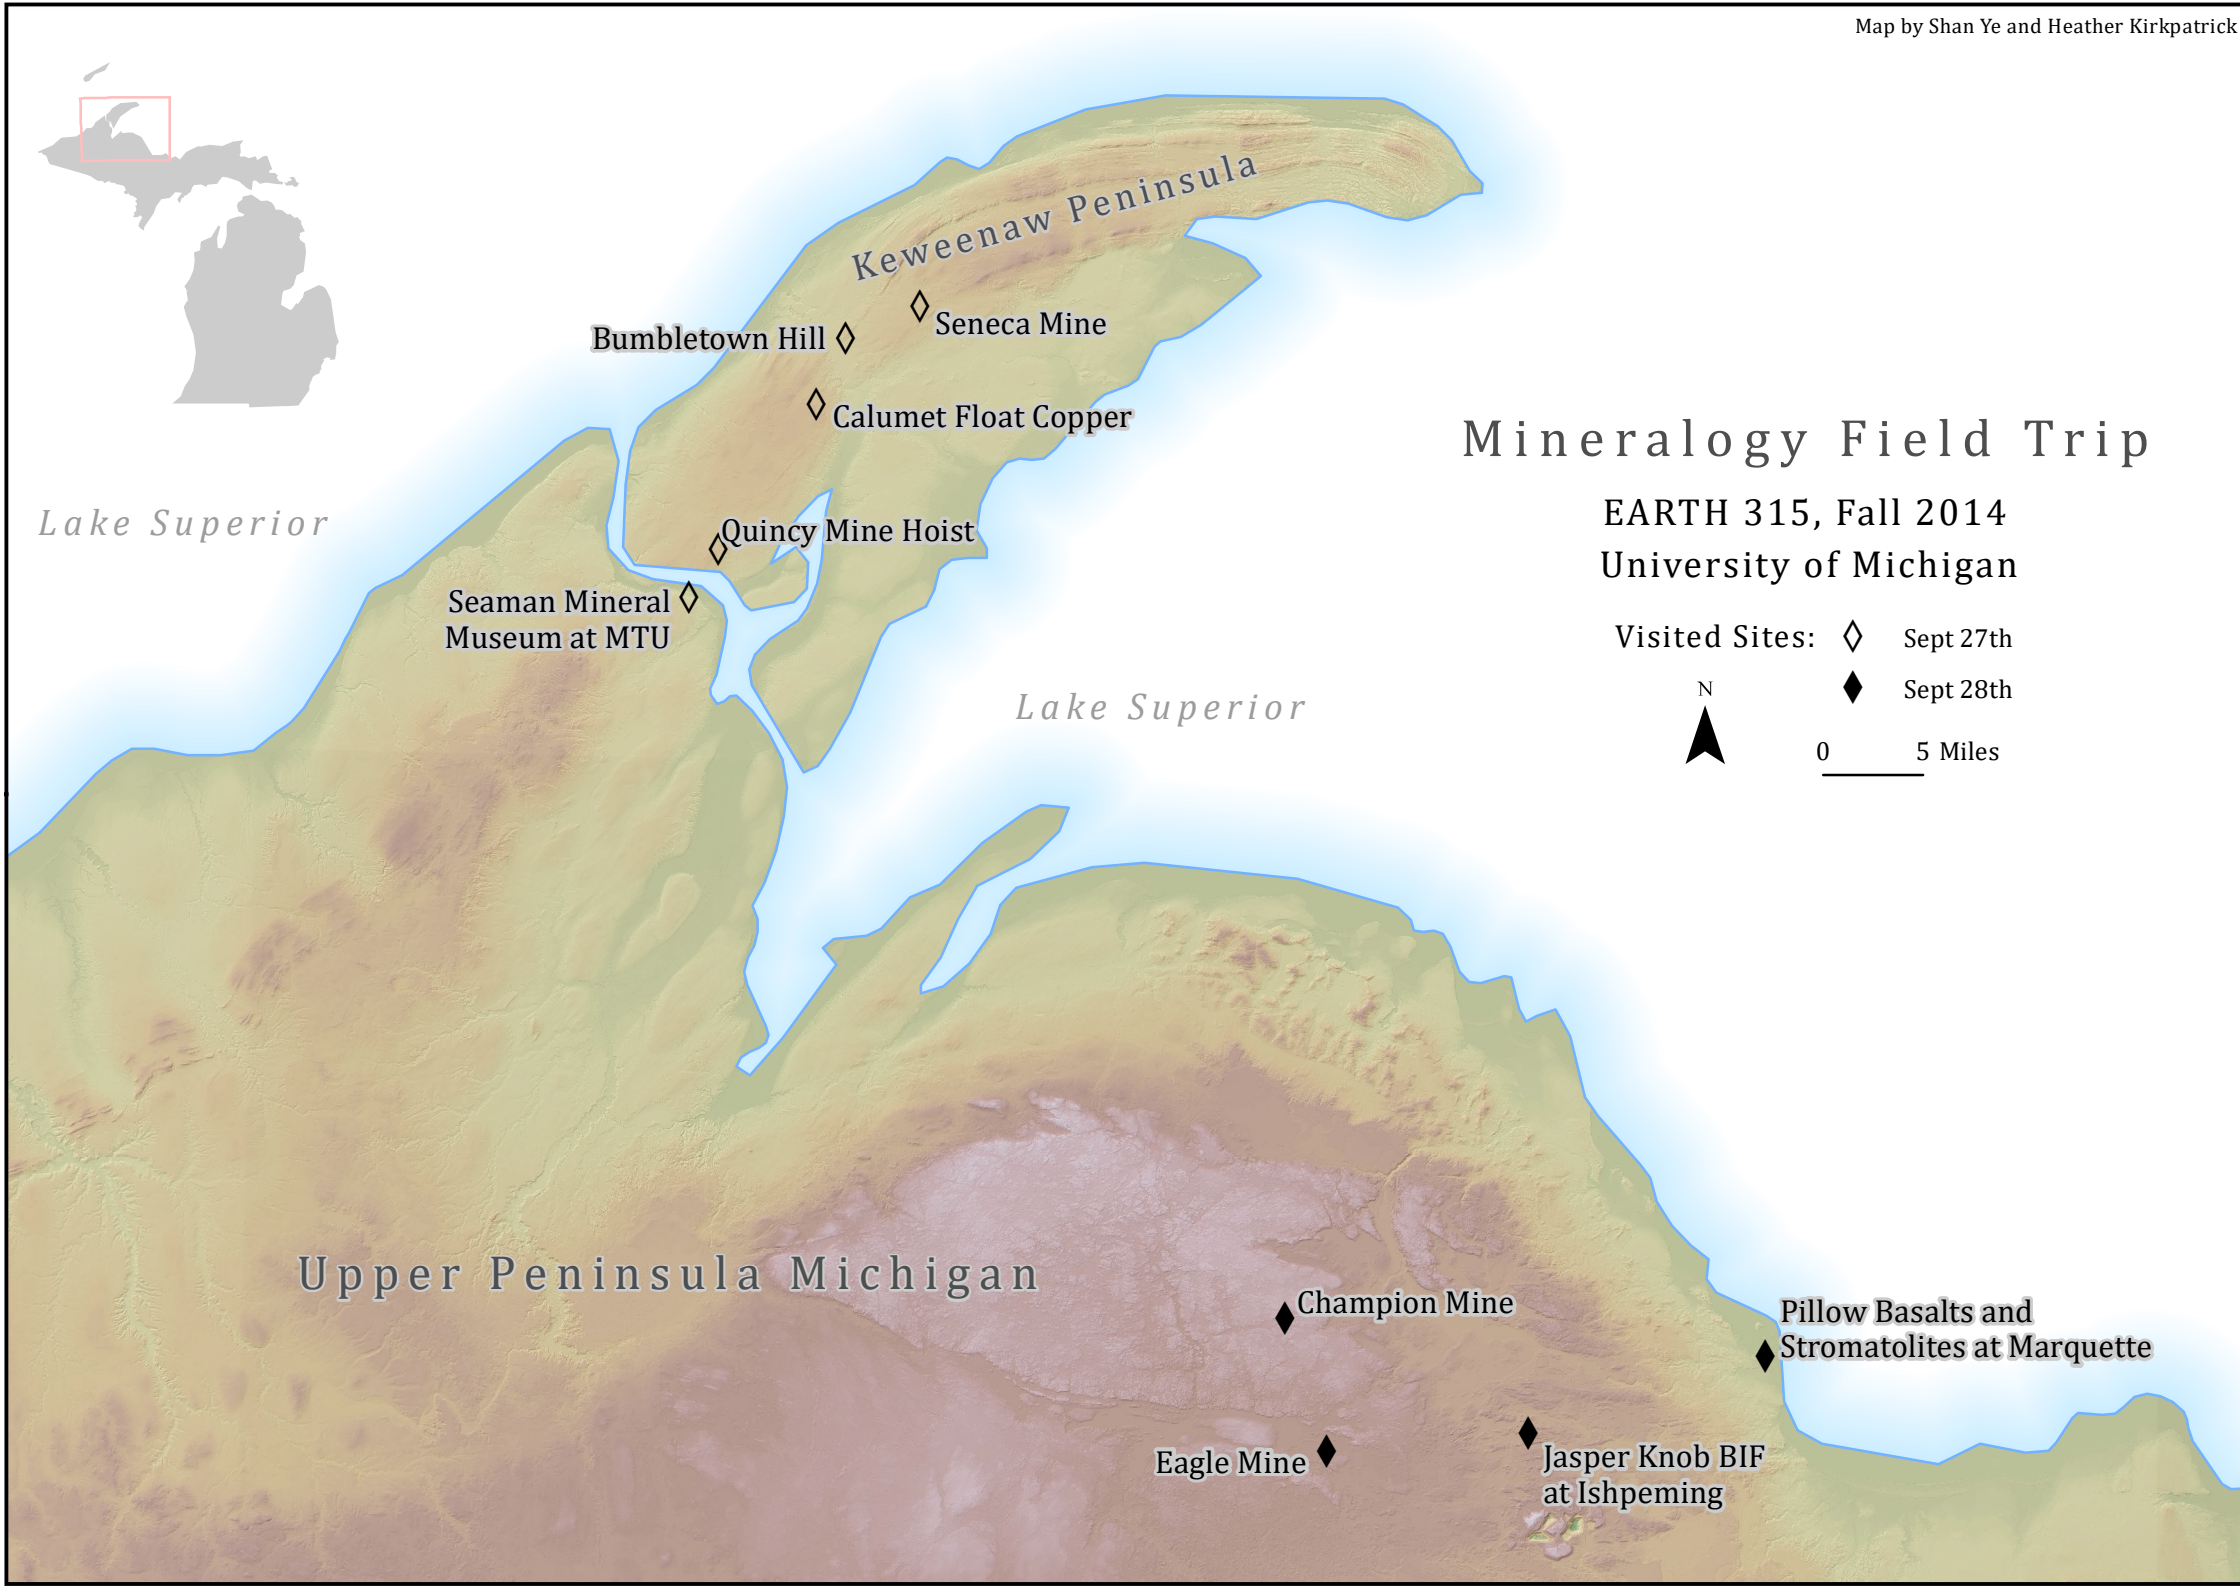 Map by Shan Ye and Heather Kirkpatrick
Keweenaw Peninsula
Seneca Mine
Bumbletown Hill
Calumet Float Copper
Mineralogy Field Trip
EARTH 315, Fall 2014
University of Michigan
Lake Superior
Quincy Mine Hoist
Seaman Mineral
Museum at MTU
Visited Sites:
Sept 27th
Sept 28th
N
0 5 Miles
Lake Superior
Upper Peninsula Michigan
Champion Mine
Pillow Basalts and
Stromatolites at Marquette
Eagle Mine
Jasper Knob BIF
at Ishpeming